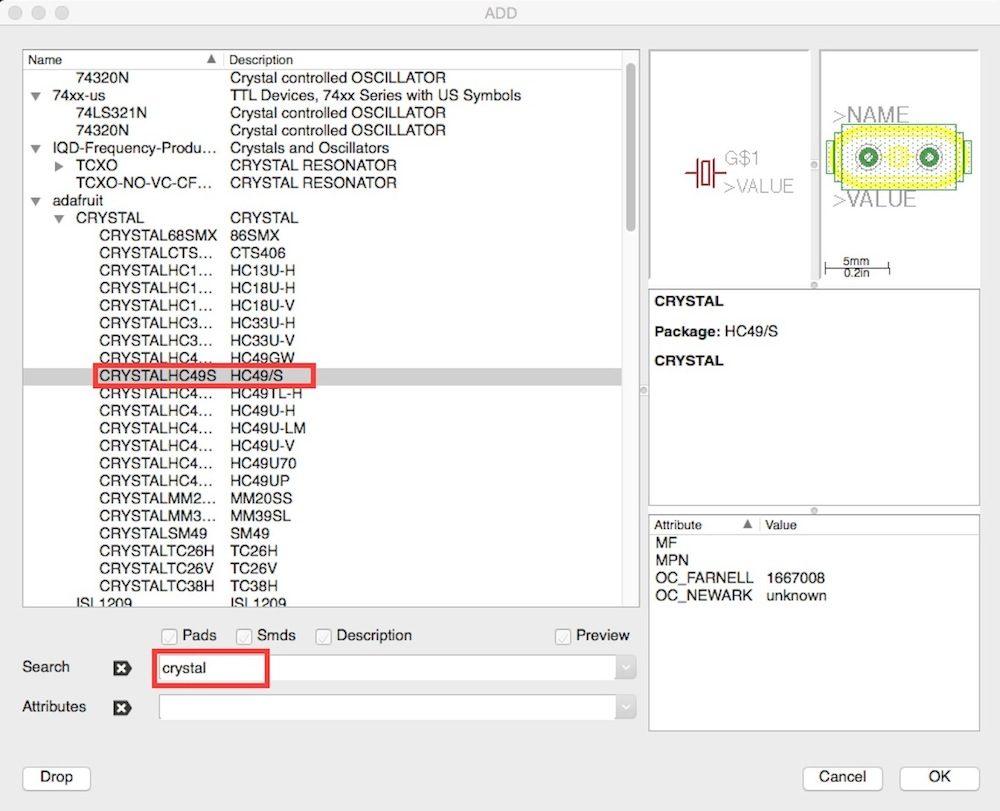 ADD
Name Description
74320N Crystal controlled OSCILLATOR
74xx-us TTL Devices, 74xx Series with US Symbols
74LS321N Crystal controlled OSCILLATOR
74320N Crystal controlled OSCILLATOR
IQD-Frequency-Produ... Crystals and Oscillators
TCXO CRYSTAL RESONATOR
TCXO-NO-VC-CF... CRYSTAL RESONATOR
adafruit
CRYSTAL CRYSTAL
CRYSTAL68SMX 86SMX
CRYSTALCTS... CTS406
CRYSTALHC1... HC13U-H
CRYSTALHC1... HC18U-H
CRYSTALHC1... HC18U-V
CRYSTALHC3... HC33U-H
CRYSTALHC3... HC33U-V
CRYSTALHC4... HC49GW
CRYSTALHC49S HC49/S
CRYSTALHC4... HC49TL-H
CRYSTALHC4... HC49U-H
CRYSTALHC4... HC49U-LM
CRYSTALHC4... HC49U-V
CRYSTALHC4... HC49U70
CRYSTALHC4... HC49UP
CRYSTALMM2... MM20SS
CRYSTALMM3... MM39SL
CRYSTALSM49 SM49
CRYSTALTC26H TC26H
CRYSTALTC26V TC26V
CRYSTALTC38H TC38H
ISL1209 ISL1209
Pads Smds Description Preview
Search crystal
Attributes
Drop
G$1
>VALUE
>NAME
>VALUE
5mm
0.2in
CRYSTAL
Package: HC49/S
CRYSTAL
Attribute Value
MF
MPN
OC_FARNELL 1667008
OC_NEWARK unknown
Cancel OK